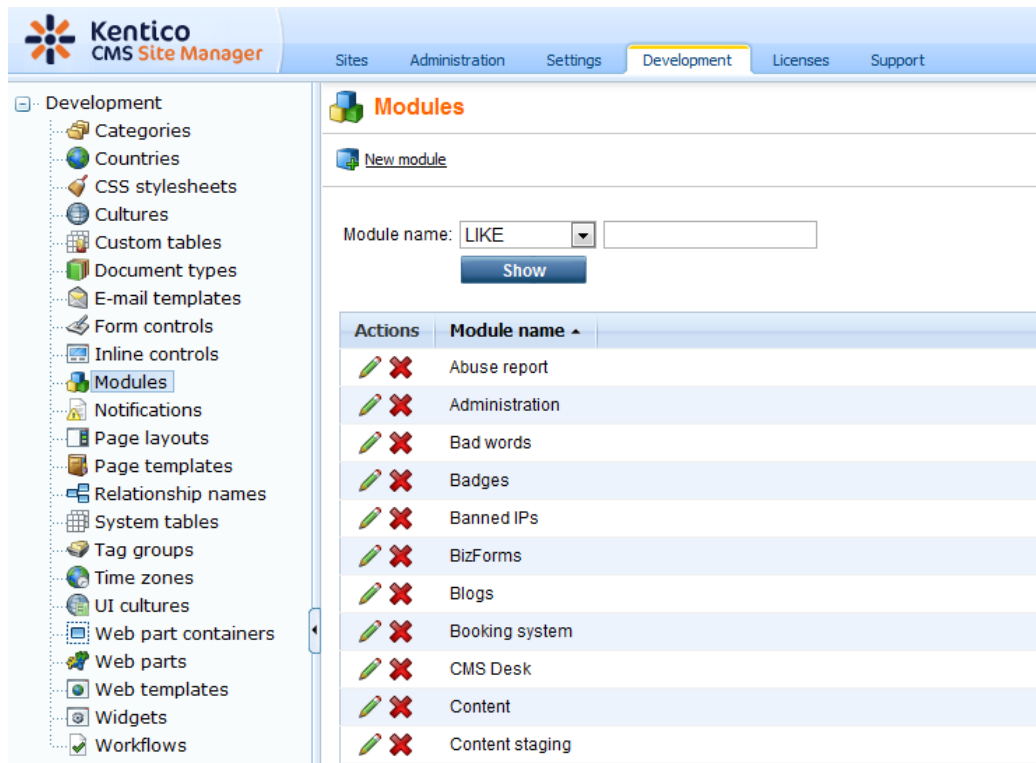 Kentico
CMS Site Manager
Sites Administration Settings Development Licenses Support
Development
Categories
Countries
CSS stylesheets
Cultures
Custom tables
Document types
E-mail templates
Form controls
Inline controls
Modules
Notifications
Page layouts
Page templates
Relationship names
System tables
Tag groups
Time zones
UI cultures
Web part containers
Web parts
Web templates
Widgets
Workflows
Modules
New module
Module name: LIKE
Show
Actions Module name
Abuse report
Administration
Bad words
Badges
Banned IPs
BizForms
Blogs
Booking system
CMS Desk
Content
Content staging